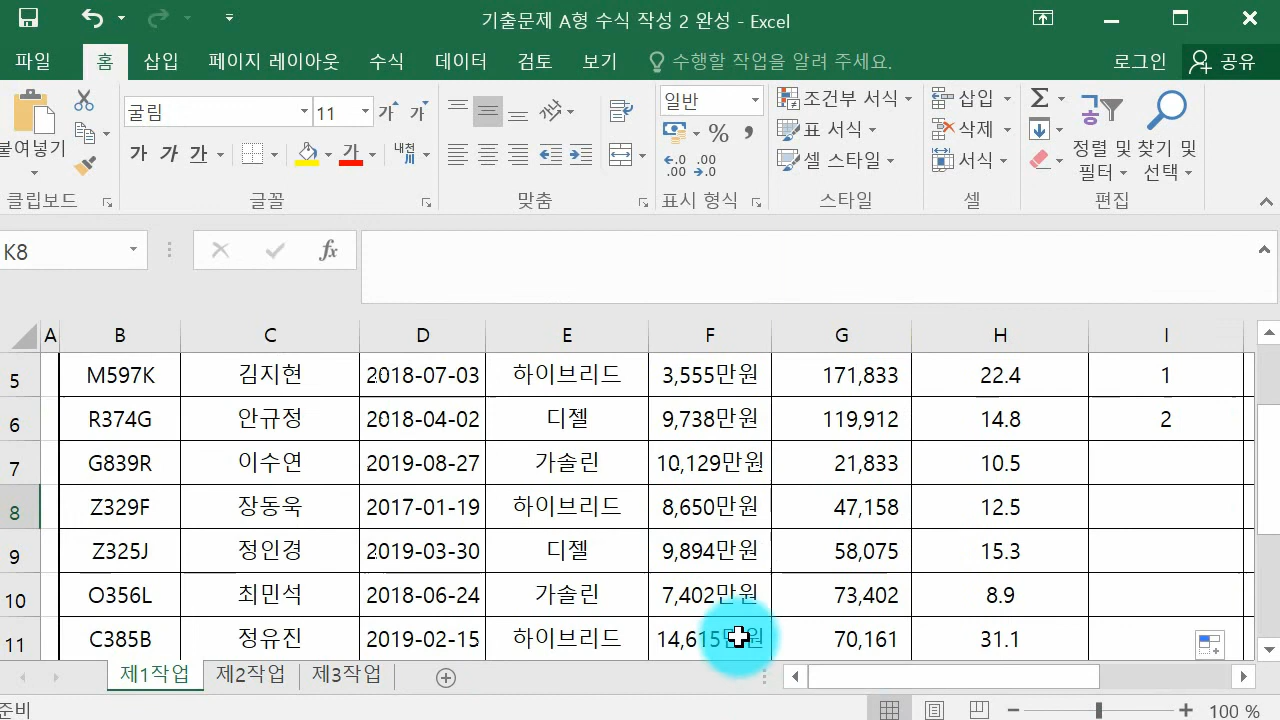 기출문제 A형 수식 작성 2 완성 - Excel
파일 홈 삽입 페이지 레이아웃 수식 데이터 검토 보기 수행할 작업을 알려 주세요. 로그인 공유
굴림 11 가 가 일반 조건부 서식 삽입 Σ
붙여넣기 가 가 가 가 내천 % , 표 서식 삭제 정렬 및 필터 찾기 및 선택
셀 스타일 서식
클립보드 글꼴 맞춤 표시 형식 스타일 셀 편집
K8 fx
A B C D E F G H I
5 M597K 김지현 2018-07-03 하이브리드 3,555만원 171,833 22.4 1
6 R374G 안규정 2018-04-02 디젤 9,738만원 119,912 14.8 2
7 G839R 이수연 2019-08-27 가솔린 10,129만원 21,833 10.5
8 Z329F 장동욱 2017-01-19 하이브리드 8,650만원 47,158 12.5
9 Z325J 정인경 2019-03-30 디젤 9,894만원 58,075 15.3
10 O356L 최민석 2018-06-24 가솔린 7,402만원 73,402 8.9
11 C385B 정유진 2019-02-15 하이브리드 14,615만원 70,161 31.1
제1작업 제2작업 제3작업
준비 100 %